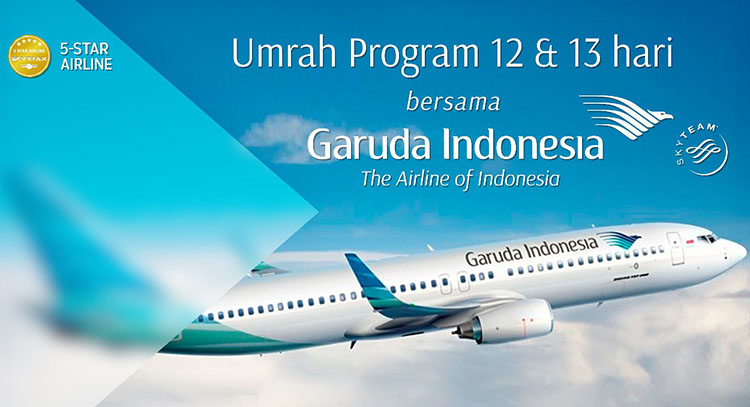 5-STAR
AIRLINE
Umrah Program 12 & 13 hari
bersama
Garuda Indonesia
The Airline of Indonesia
SKYTEAM
Garuda Indonesia